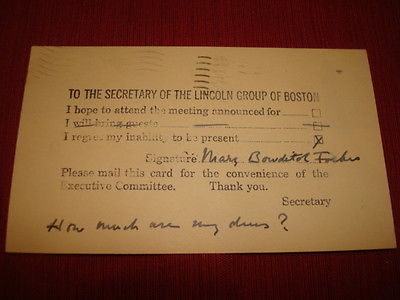 TO THE SECRETARY OF THE LINCOLN GROUP OF BOSTON
I hope to attend the meeting announced for
I will bring guests
I regret my inability to be present X
Signature Mary Bowditch Forbes
Please mail this card for the convenience of the
Executive Committee. Thank you.
Secretary
How much are my dues?